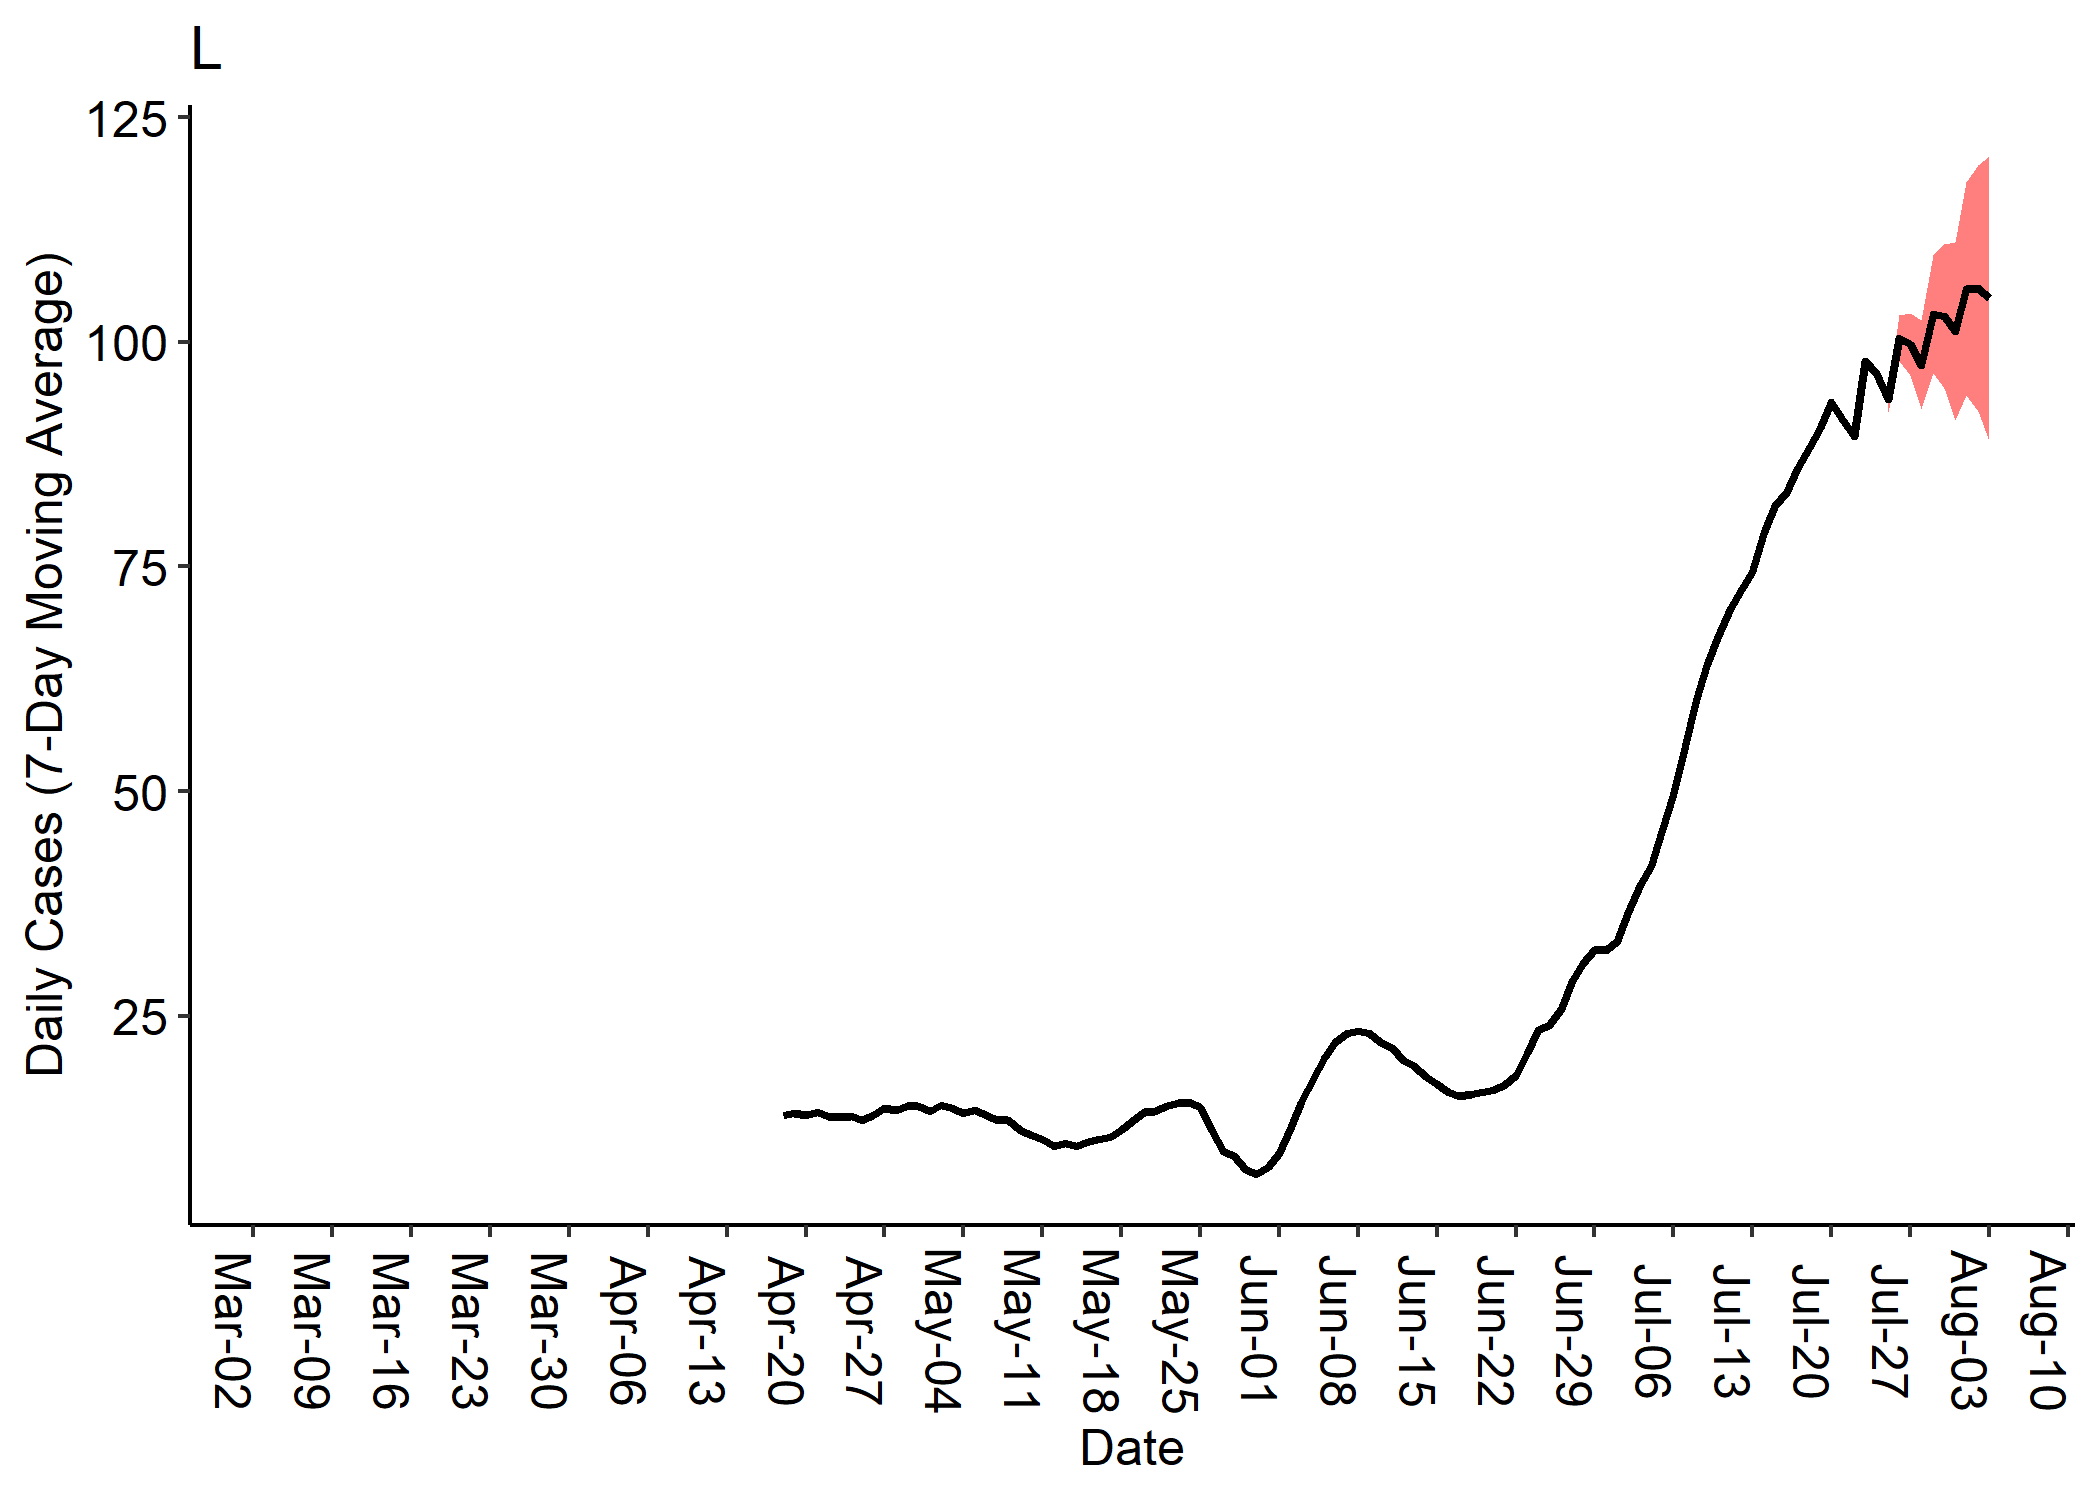 L
Daily Cases (7-Day Moving Average)
125
100
75
50
25
Mar-02
Mar-09
Mar-16
Mar-23
Mar-30
Apr-06
Apr-13
Apr-20
Apr-27
May-04
May-11
May-18
May-25
Jun-01
Jun-08
Jun-15
Jun-22
Jun-29
Jul-06
Jul-13
Jul-20
Jul-27
Aug-03
Aug-10
Date